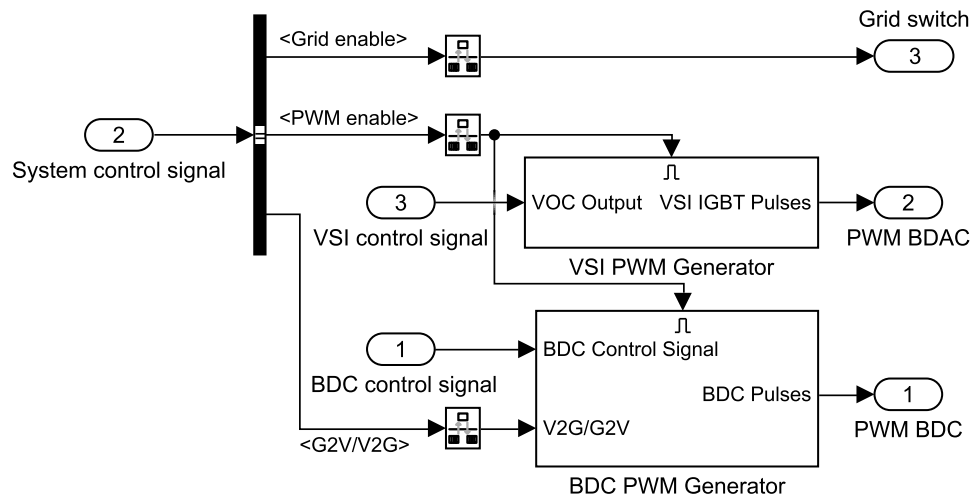 Grid switch
<Grid enable>
3
<PWM enable>
2
System control signal
3
VSI control signal
VOC Output
VSI IGBT Pulses
2
PWM BDAC
VSI PWM Generator
1
BDC control signal
BDC Control Signal
BDC Pulses
1
PWM BDC
<G2V/V2G>
V2G/G2V
BDC PWM Generator